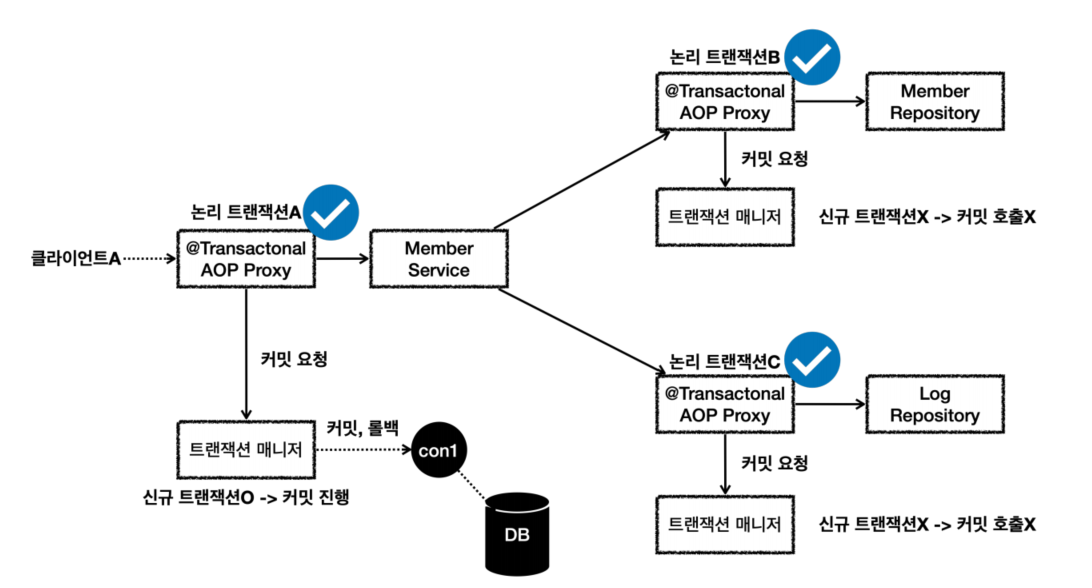 논리 트랜잭션B
@Transactonal
AOP Proxy
Member
Repository
커밋 요청
트랜잭션 매니저
신규 트랜잭션X -> 커밋 호출X
논리 트랜잭션A
클라이언트A
@Transactonal
AOP Proxy
Member
Service
커밋 요청
트랜잭션 매니저
커밋, 롤백
con1
신규 트랜잭션O -> 커밋 진행
DB
논리 트랜잭션C
@Transactonal
AOP Proxy
Log
Repository
커밋 요청
트랜잭션 매니저
신규 트랜잭션X -> 커밋 호출X